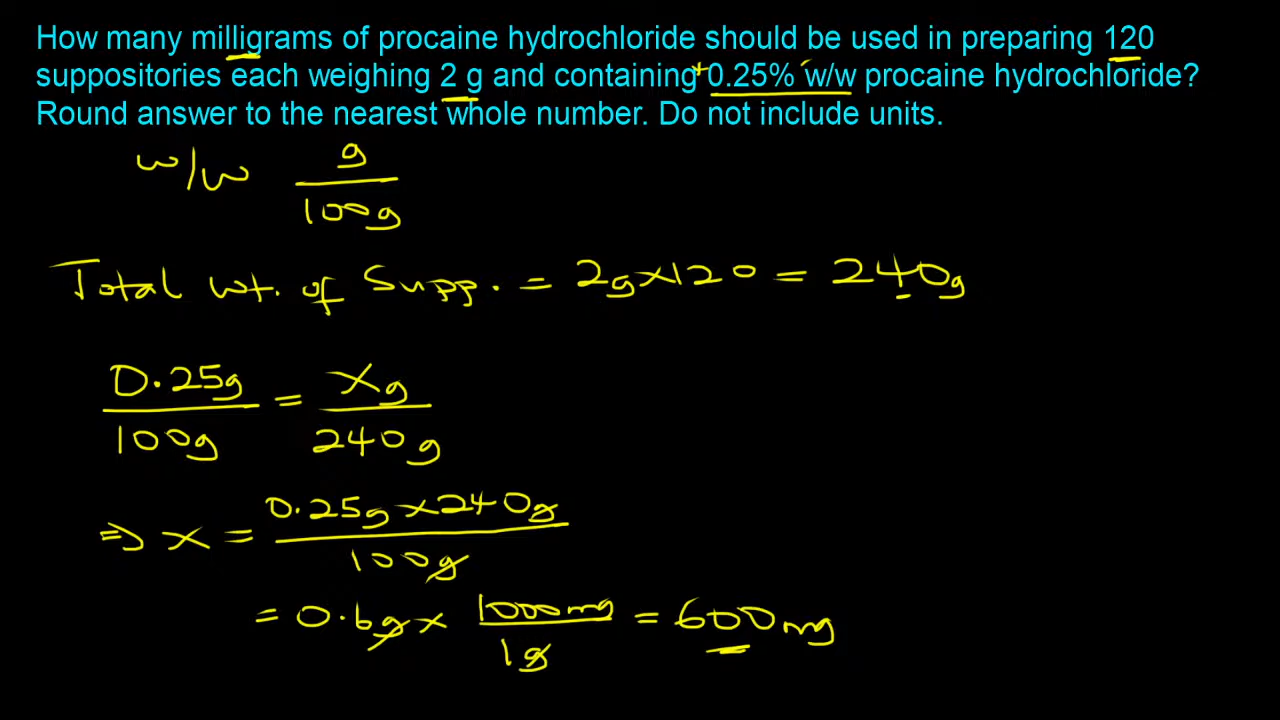 How many milligrams of procaine hydrochloride should be used in preparing 120
suppositories each weighing 2 g and containing 0.25% w/w procaine hydrochloride?
Round answer to the nearest whole number. Do not include units.
w/w g
100g
Total wt. of Supp. = 2g×120 = 240g
0.25g = Xg
100g 240g
⇒ x = 0.25g × 240g
100g
= 0.6g × 1000mg = 600mg
1g